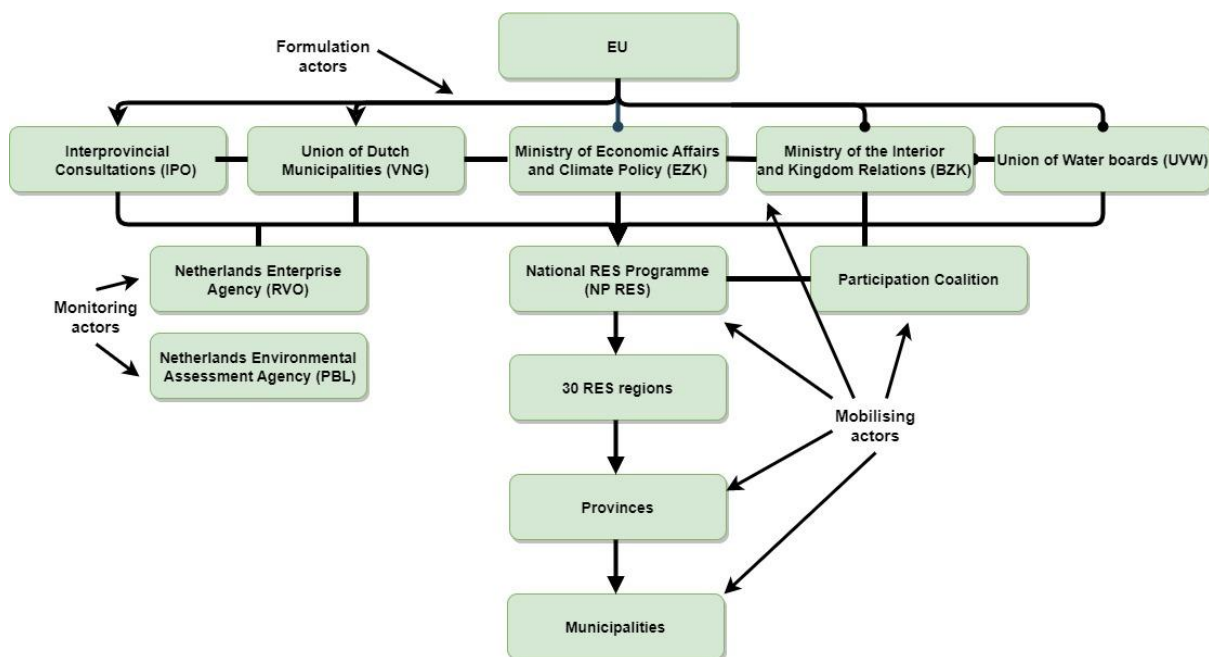 Formulation
actors
EU
Interprovincial
Consultations (IPO)
Union of Dutch
Municipalities (VNG)
Ministry of Economic Affairs
and Climate Policy (EZK)
Ministry of the Interior
and Kingdom Relations (BZK)
Union of Water boards (UVW)
Netherlands Enterprise
Agency (RVO)
National RES Programme
(NP RES)
Participation Coalition
Monitoring
actors
Netherlands Environmental
Assessment Agency (PBL)
30 RES regions
Mobilising
actors
Provinces
Municipalities